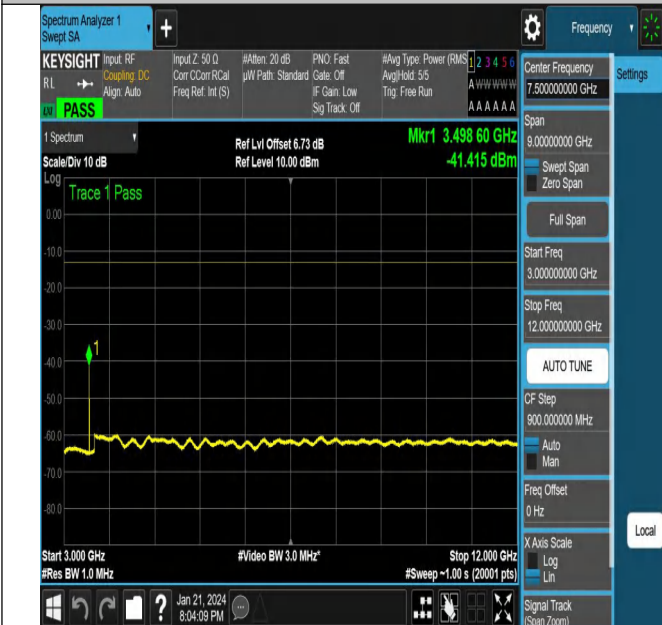 Spectrum Analyzer 1
Swept SA
+
Frequency
KEYSIGHT
RL
PASS
Input: RF
Coupling: DC
Align: Auto
Input Z: 50 Ω
Corr CCorr RCal
Freq Ref: Int (S)
#Atten: 20 dB
µW Path: Standard
PNO: Fast
Gate: Off
IF Gain: Low
Sig Track: Off
#Avg Type: Power (RMS
Avg|Hold: 5/5
Trig: Free Run
1 2 3 4 5 6
A W W W W W
A A A A A A
1 Spectrum
Scale/Div 10 dB
Ref Lvl Offset 6.73 dB
Ref Level 10.00 dBm
Mkr1 3.498 60 GHz
-41.415 dBm
Log
Trace 1 Pass
0.00
-10.0
-20.0
-30.0
1
-40.0
-50.0
-60.0
-70.0
-80.0
Start 3.000 GHz
#Res BW 1.0 MHz
#Video BW 3.0 MHz*
Stop 12.000 GHz
#Sweep ~1.00 s (20001 pts)
Jan 21, 2024
8:04:09 PM
?
Center Frequency
7.500000000 GHz
Settings
Span
9.00000000 GHz
Swept Span
Zero Span
Full Span
Start Freq
3.000000000 GHz
Stop Freq
12.000000000 GHz
AUTO TUNE
CF Step
900.000000 MHz
Auto
Man
Freq Offset
0 Hz
X Axis Scale
Log
Lin
Local
Signal Track
(Span Zoom)